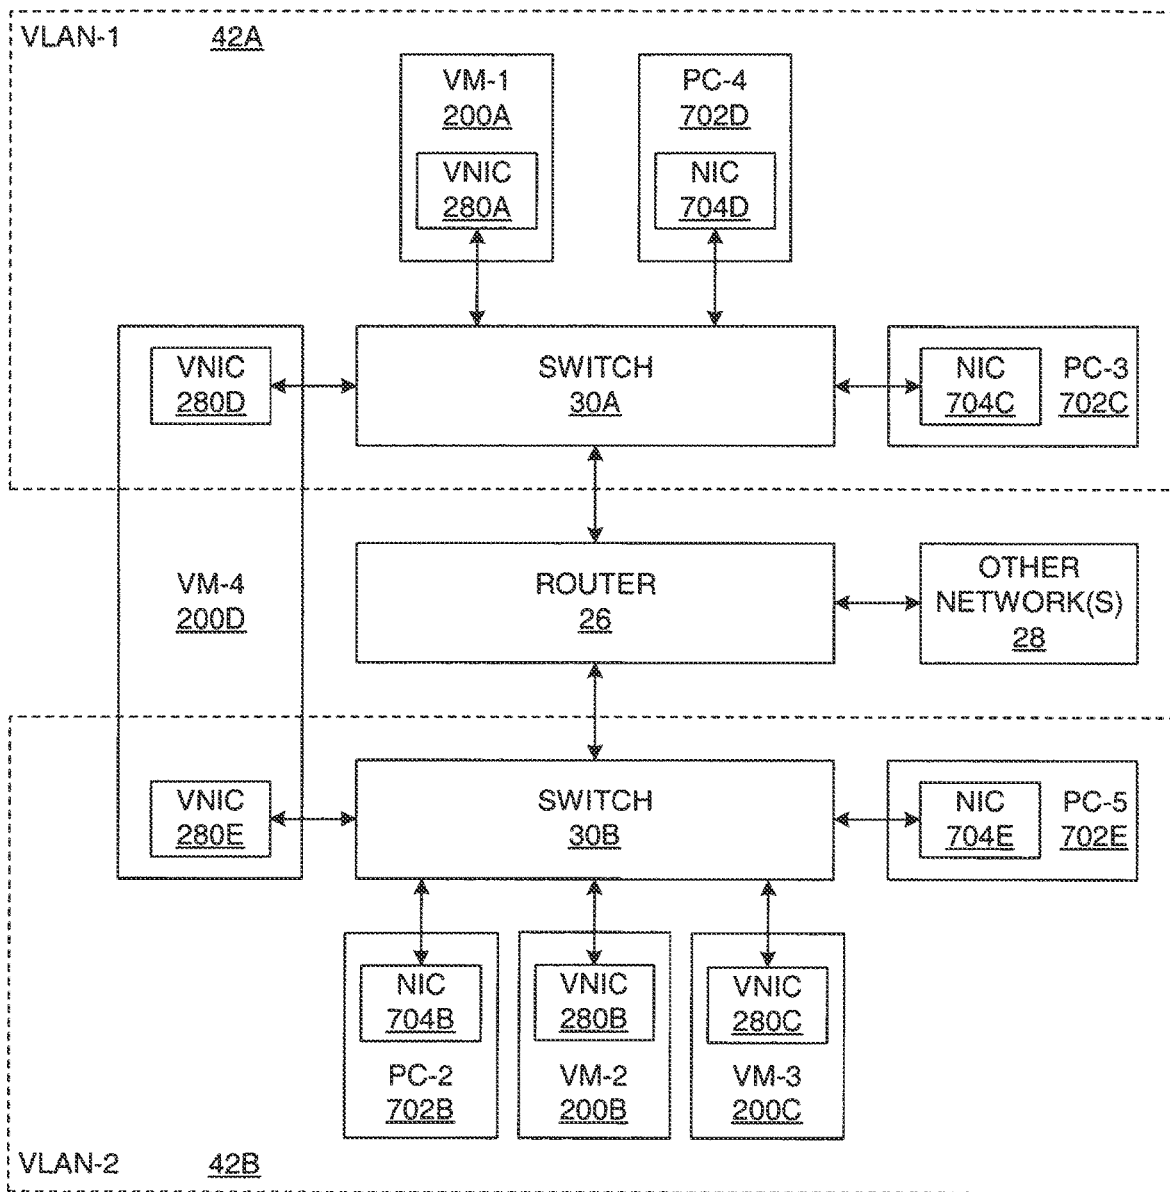 VLAN-1 42A
VM-1
200A
VNIC
280A
PC-4
702D
NIC
704D
VNIC
280D
SWITCH
30A
NIC
704C
PC-3
702C
VM-4
200D
ROUTER
26
OTHER
NETWORK(S)
28
VNIC
280E
SWITCH
30B
NIC
704E
PC-5
702E
NIC
704B
PC-2
702B
VNIC
280B
VM-2
200B
VNIC
280C
VM-3
200C
VLAN-2 42B